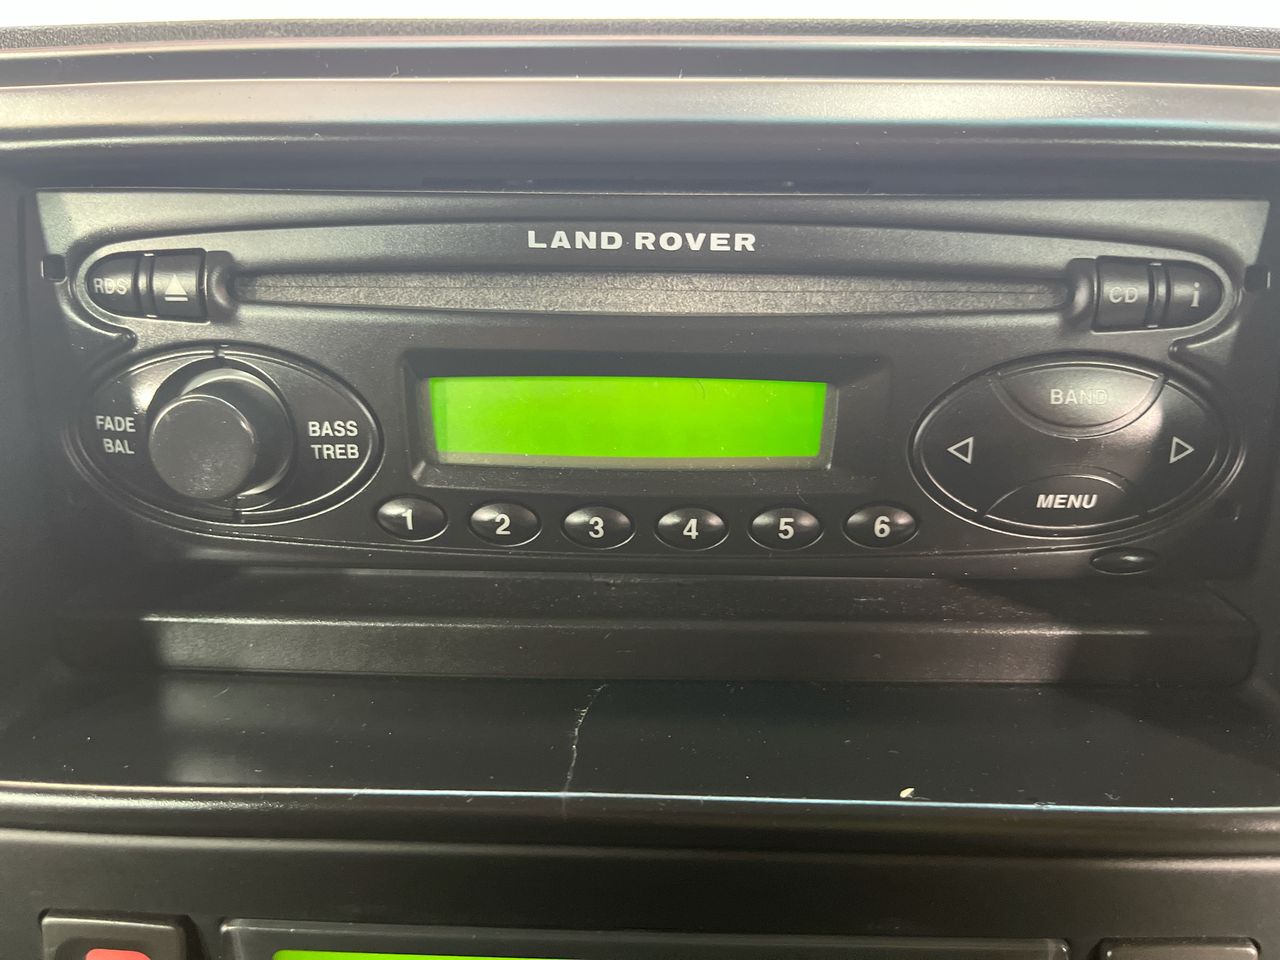 LAND ROVER
RDS
CD
i
FADE
BAL
BASS
TREB
BAND
MENU
1 2 3 4 5 6